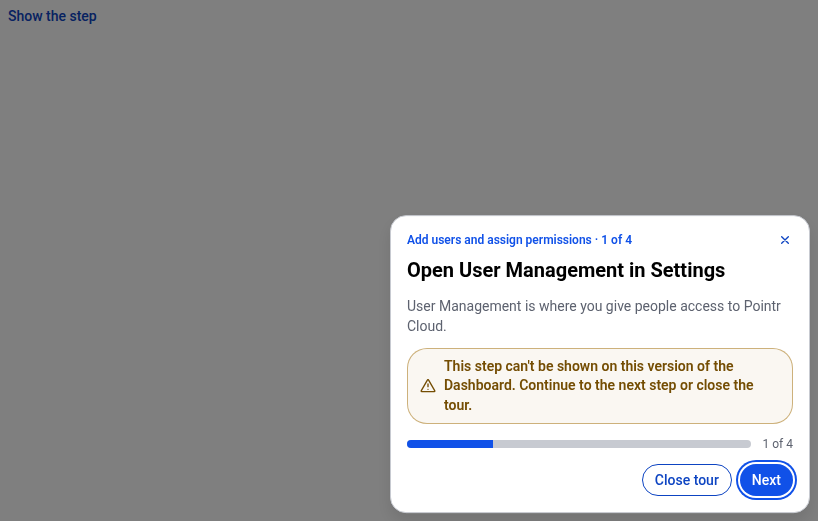 Show the step
Add users and assign permissions · 1 of 4
Open User Management in Settings
User Management is where you give people access to Pointr
Cloud.
This step can't be shown on this version of the
Dashboard. Continue to the next step or close the
tour.
1 of 4
Close tour
Next